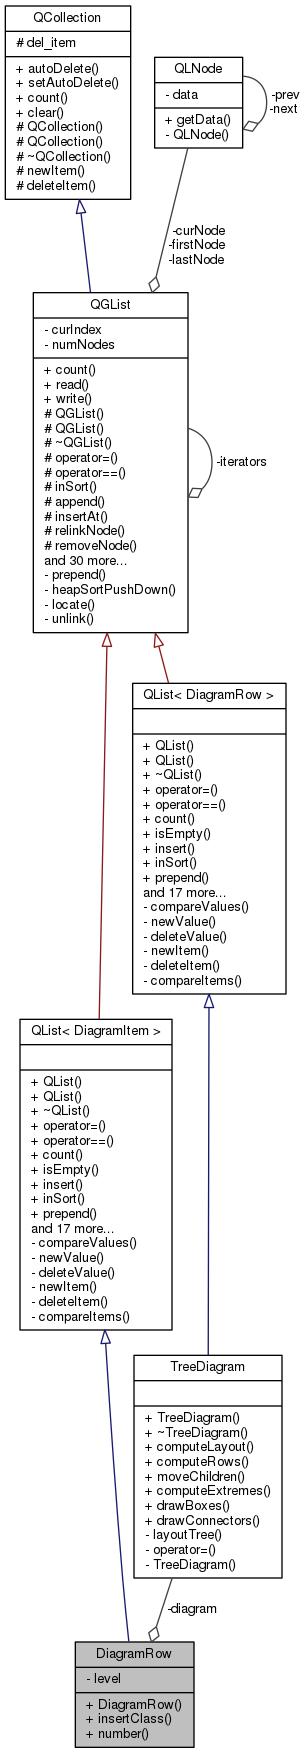 QCollection
# del_item
+ autoDelete()
+ setAutoDelete()
+ count()
+ clear()
# QCollection()
# QCollection()
# ~QCollection()
# newItem()
# deleteItem()
QLNode
- data
+ getData()
- QLNode()
-prev
-next
-curNode
-firstNode
-lastNode
QGList
- curIndex
- numNodes
+ count()
+ read()
+ write()
# QGList()
# QGList()
# ~QGList()
# operator=()
# operator==()
# inSort()
# append()
# insertAt()
# relinkNode()
# removeNode()
and 30 more...
- prepend()
- heapSortPushDown()
- locate()
- unlink()
-iterators
QList< DiagramRow >
+ QList()
+ QList()
+ ~QList()
+ operator=()
+ operator==()
+ count()
+ isEmpty()
+ insert()
+ inSort()
+ prepend()
and 17 more...
- compareValues()
- newValue()
- deleteValue()
- newItem()
- deleteItem()
- compareItems()
QList< DiagramItem >
+ QList()
+ QList()
+ ~QList()
+ operator=()
+ operator==()
+ count()
+ isEmpty()
+ insert()
+ inSort()
+ prepend()
and 17 more...
- compareValues()
- newValue()
- deleteValue()
- newItem()
- deleteItem()
- compareItems()
TreeDiagram
+ TreeDiagram()
+ ~TreeDiagram()
+ computeLayout()
+ computeRows()
+ moveChildren()
+ computeExtremes()
+ drawBoxes()
+ drawConnectors()
- layoutTree()
- operator=()
- TreeDiagram()
-diagram
DiagramRow
- level
+ DiagramRow()
+ insertClass()
+ number()